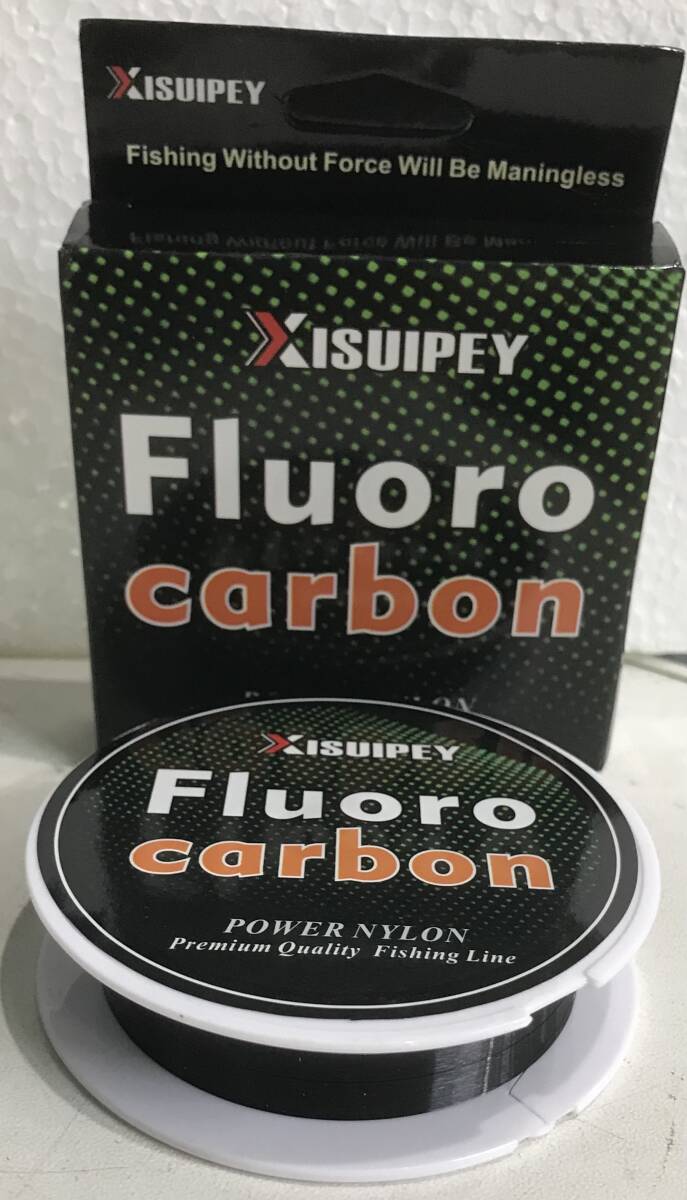 XISUIPEY
Fishing Without Force Will Be Maningless
XISUIPEY
Fluoro
carbon
XISUIPEY
Fluoro
carbon
POWER NYLON
Premium Quality Fishing Line